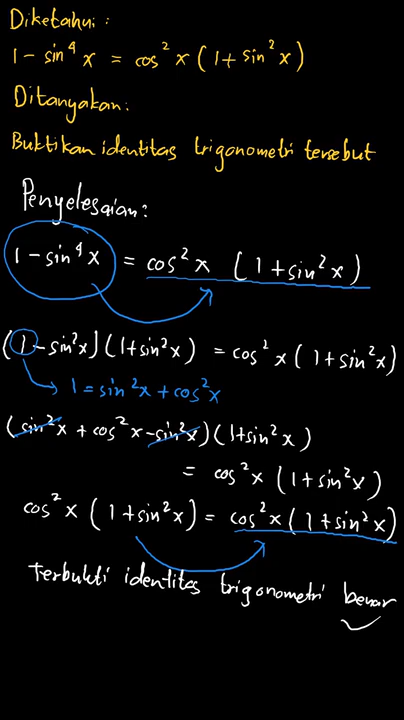 Diketahui:
1 - sin⁴ x = cos² x (1 + sin² x)
Ditanyakan:
Buktikan identitas trigonometri tersebut
Penyelesaian:
1 - sin⁴ x = cos² x (1 + sin² x)
(1 - sin² x) (1 + sin² x) = cos² x (1 + sin² x)
1 = sin² x + cos² x
(sin² x + cos² x - sin² x) (1 + sin² x)
= cos² x (1 + sin² x)
cos² x (1 + sin² x) = cos² x (1 + sin² x)
Terbukti identitas trigonometri benar